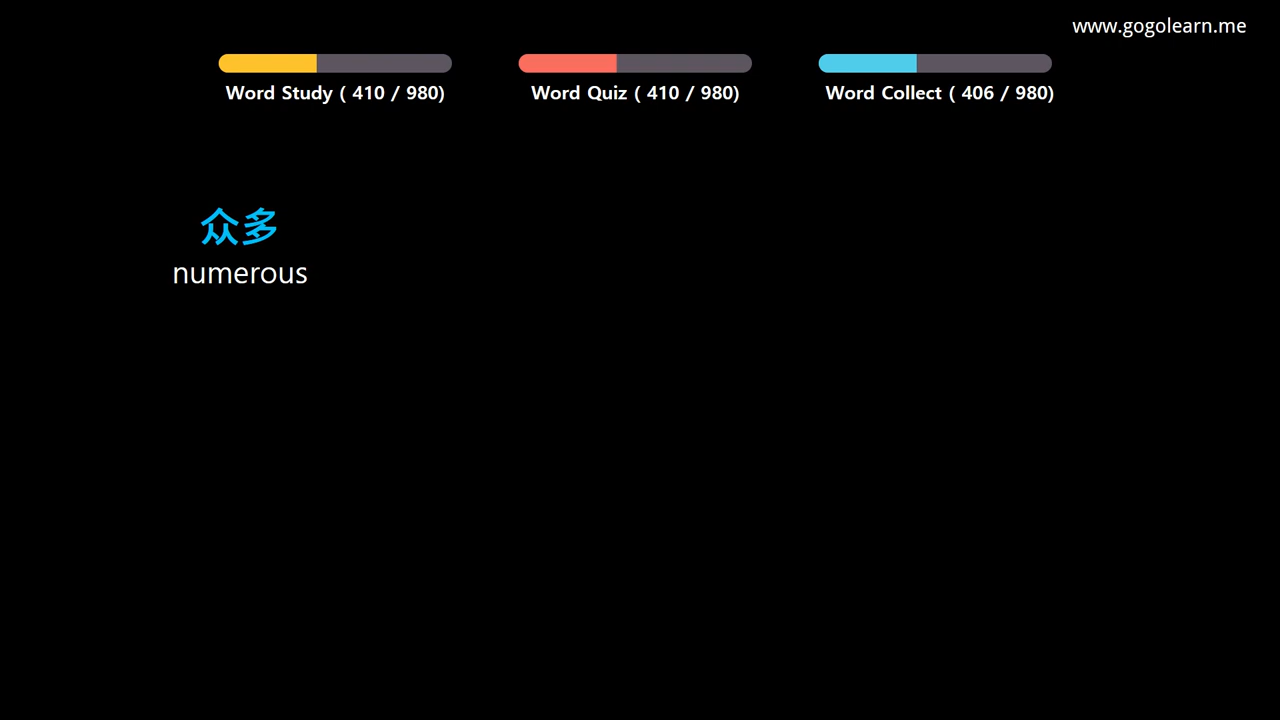 www.gogolearn.me
Word Study ( 410 / 980)
Word Quiz ( 410 / 980)
Word Collect ( 406 / 980)
众多
numerous